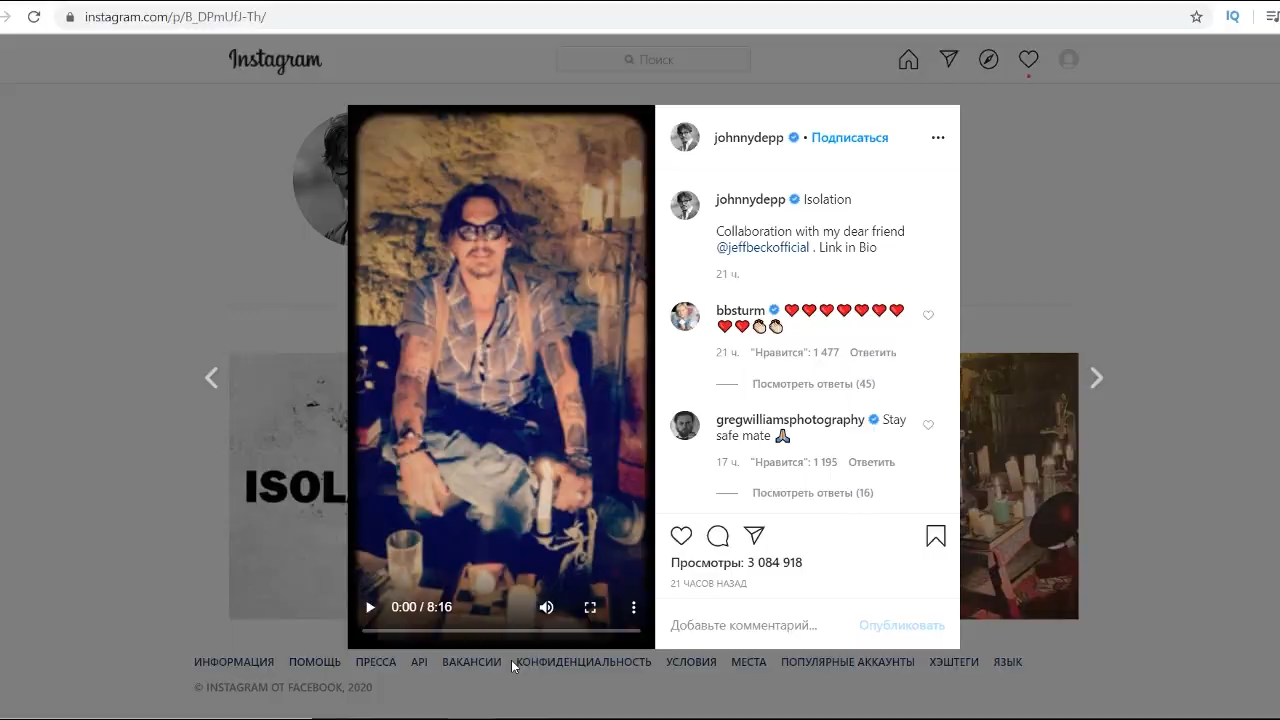 instagram.com/p/B_DPmUfJ-Th/
IQ
Instagram
Поиск
johnnydepp • Подписаться
johnnydepp Isolation
Collaboration with my dear friend
@jeffbeckofficial . Link in Bio
21 ч.
bbsturm ❤❤❤❤❤❤❤
❤❤👏🏻👏🏻
21 ч. "Нравится": 1 477 Ответить
Посмотреть ответы (45)
gregwilliamsphotography Stay
safe mate 🙏🏼
17 ч. "Нравится": 1 195 Ответить
Посмотреть ответы (16)
ISOL
Просмотры: 3 084 918
21 ЧАСОВ НАЗАД
0:00 / 8:16
Добавьте комментарий... Опубликовать
ИНФОРМАЦИЯ ПОМОЩЬ ПРЕССА API ВАКАНСИИ КОНФИДЕНЦИАЛЬНОСТЬ УСЛОВИЯ МЕСТА ПОПУЛЯРНЫЕ АККАУНТЫ ХЭШТЕГИ ЯЗЫК
© INSTAGRAM ОТ FACEBOOK, 2020